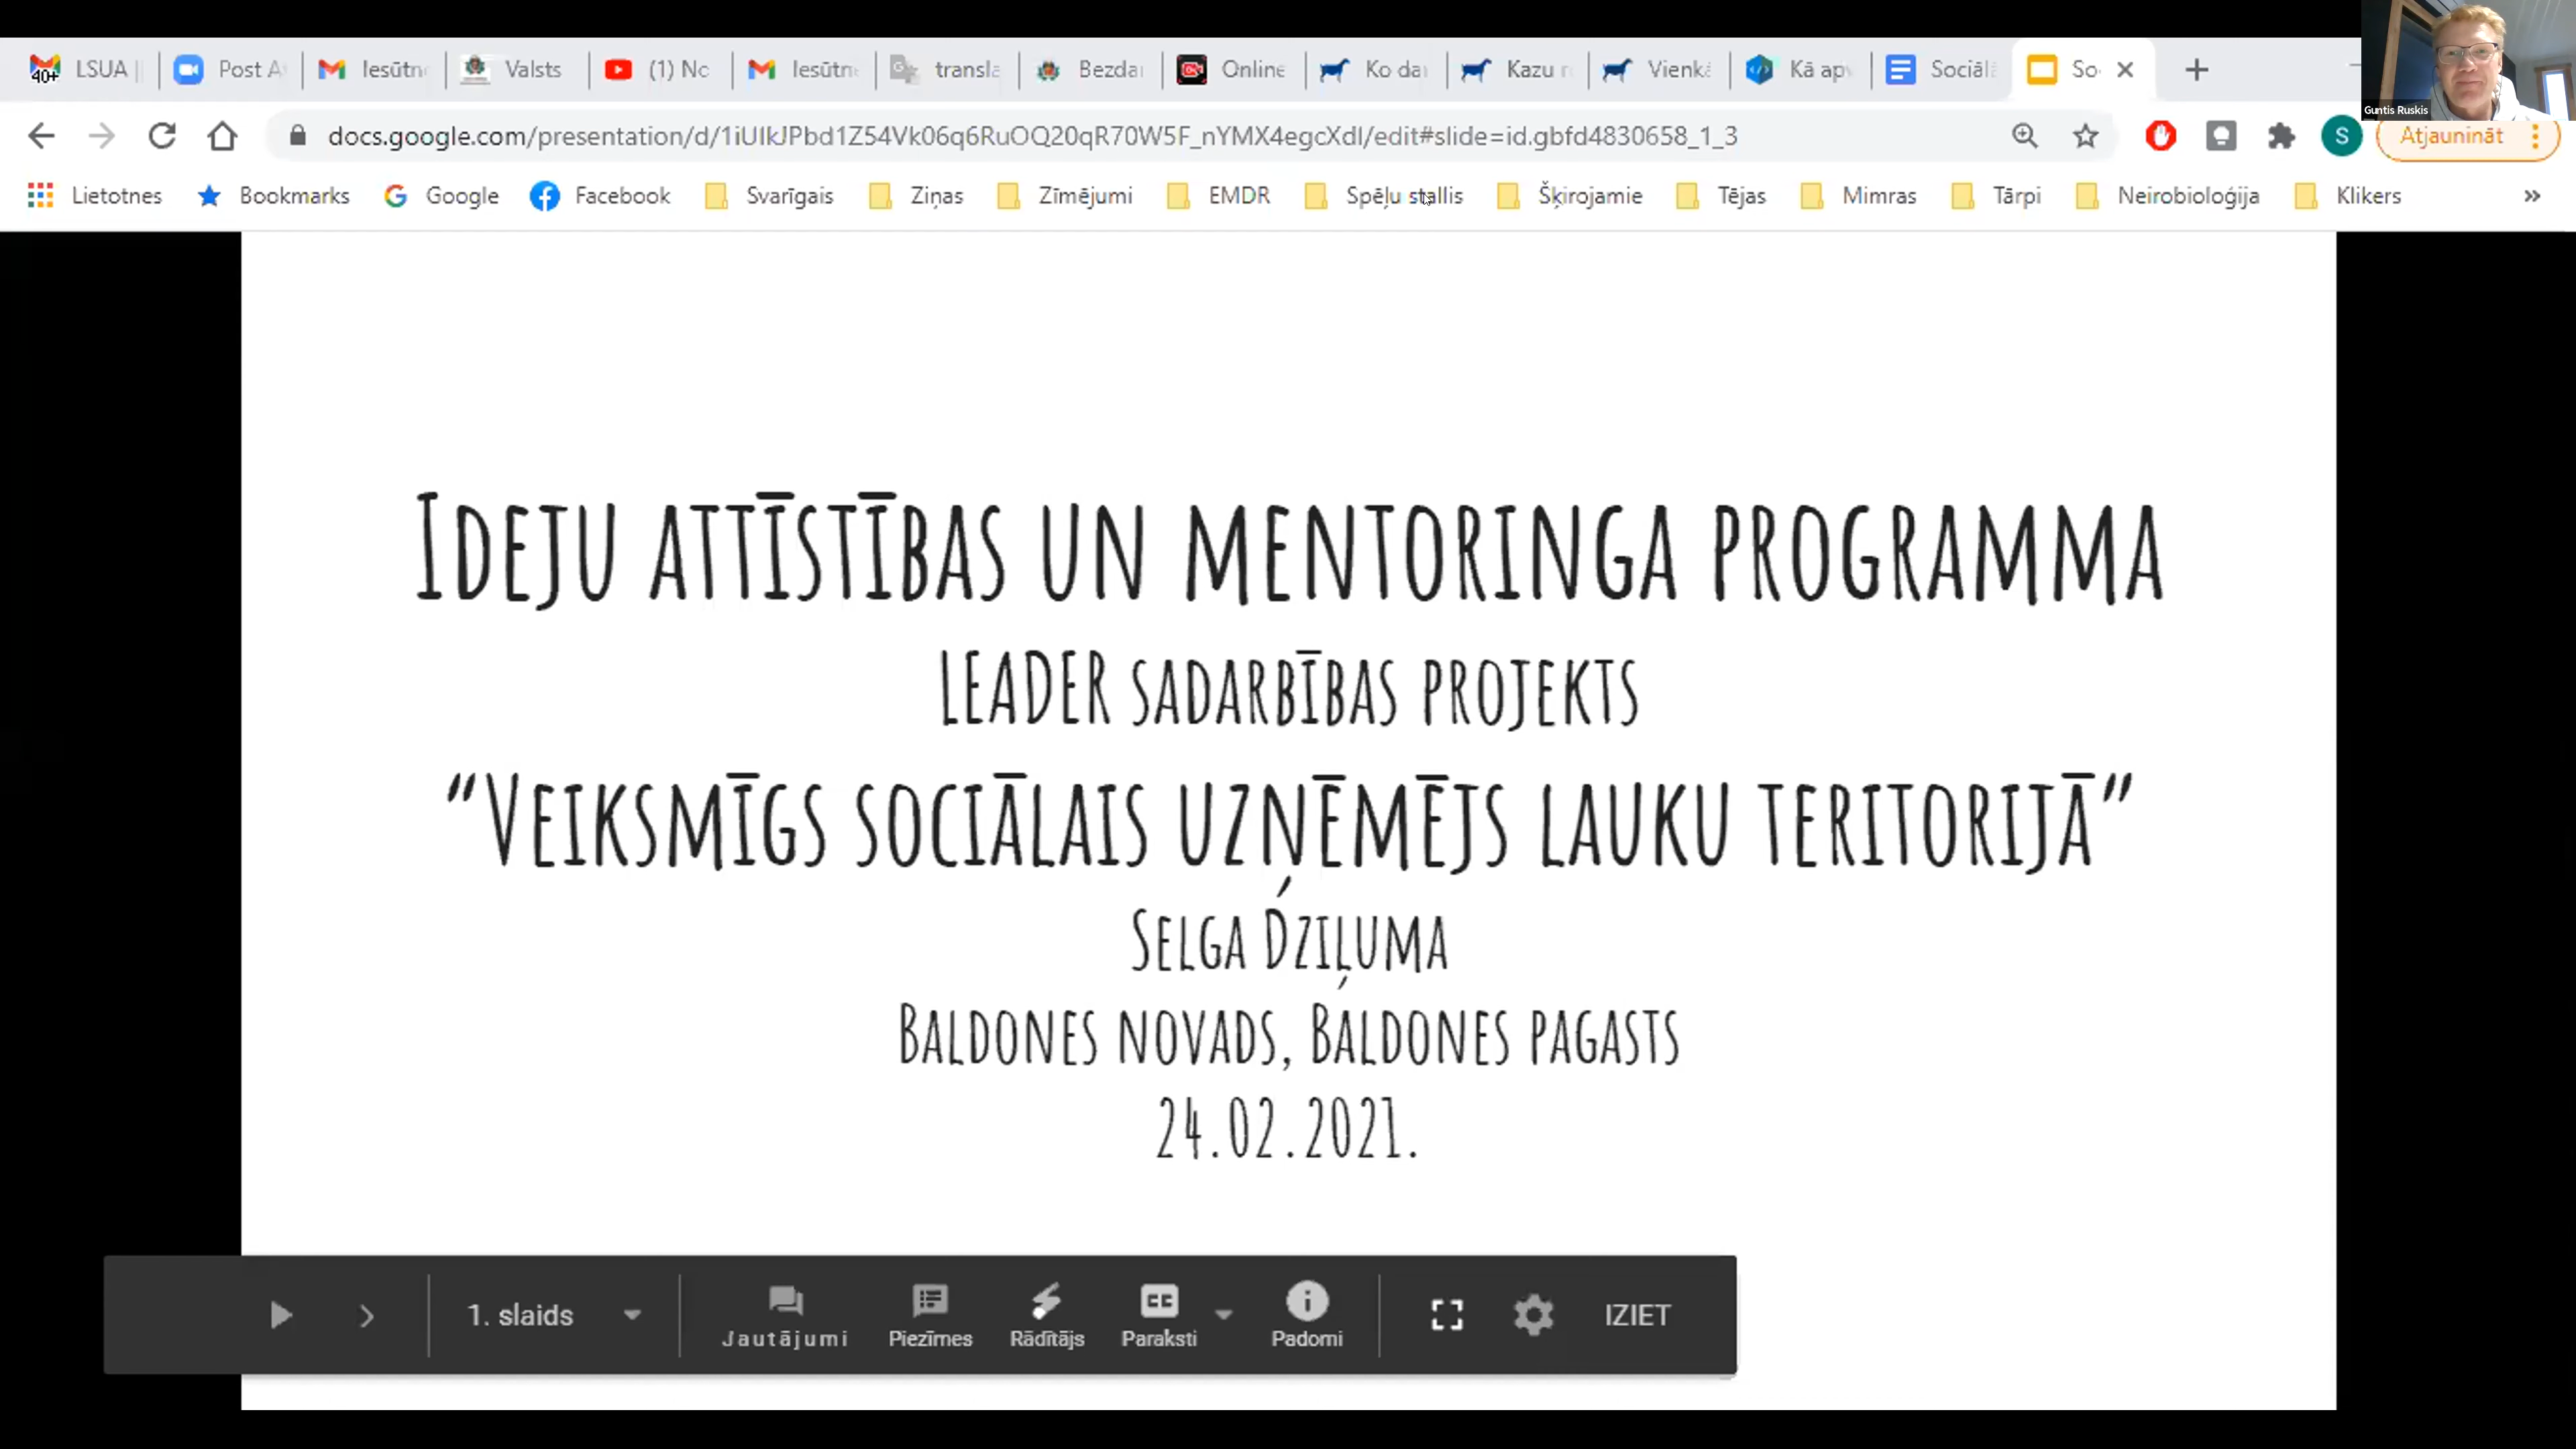 LSUA
Post A
Iesūtn
Valsts
(1) No
Iesūtn
transla
Bezda
Online
Ko da
Kazu
Vienk
Kā ap
Sociāl
So
Guntis Ruskis
docs.google.com/presentation/d/1iUIkJPbd1Z54Vk06q6RuOQ20qR70W5F_nYMX4egcXdI/edit#slide=id.gbfd4830658_1_3
S
Atjaunināt
Lietotnes Bookmarks Google Facebook Svarīgais Ziņas Zīmējumi EMDR Spēļu stallis Šķirojamie Tējas Mimras Tārpi Neirobioloģija Klikers »
Ideju attīstības un mentoringa programma
LEADER sadarbības projekts
“Veiksmīgs sociālais uzņēmējs lauku teritorijā”
Selga Dziļuma
Baldones novads, Baldones pagasts
24.02.2021.
1. slaids
Jautājumi Piezīmes Rādītājs Paraksti Padomi
IZIET